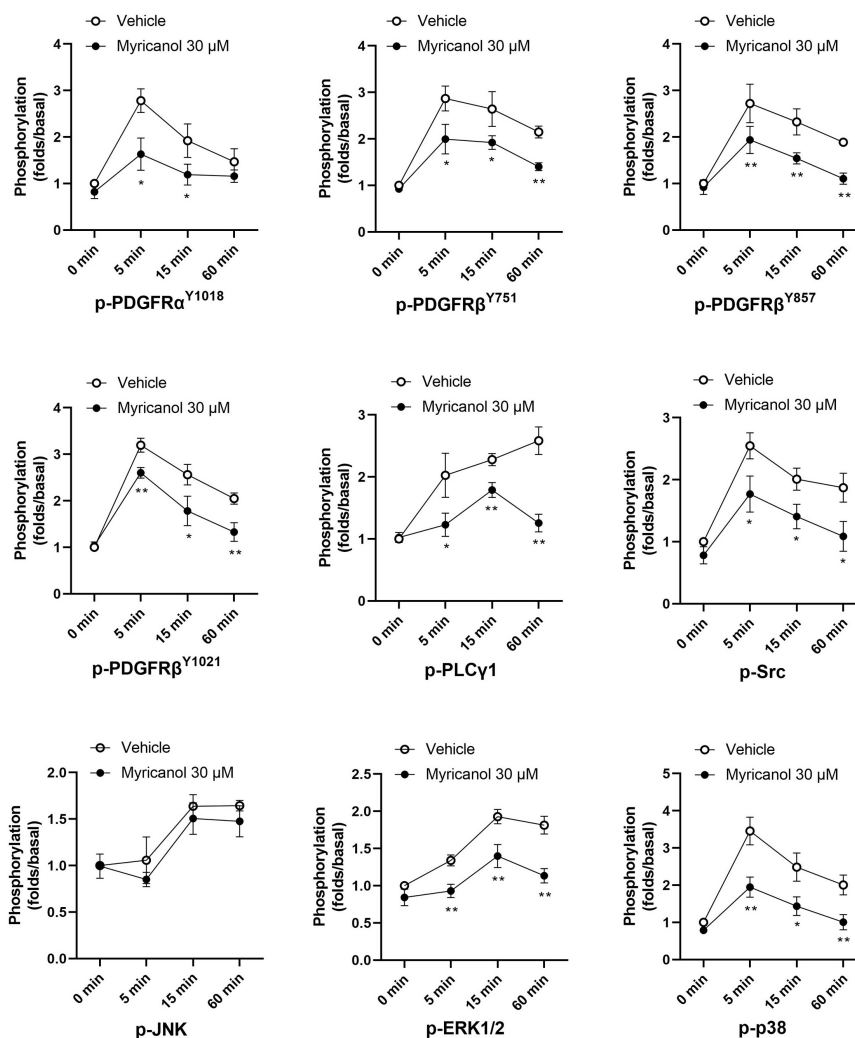 Vehicle
Myricanol 30 μM
Phosphorylation
(folds/basal)
4
3
2
1
0
*
*
0 min
5 min
15 min
60 min
p-PDGFRα^Y1018
Vehicle
Myricanol 30 μM
Phosphorylation
(folds/basal)
4
3
2
1
0
*
*
**
0 min
5 min
15 min
60 min
p-PDGFRβ^Y751
Vehicle
Myricanol 30 μM
Phosphorylation
(folds/basal)
4
3
2
1
0
**
**
**
0 min
5 min
15 min
60 min
p-PDGFRβ^Y857
Vehicle
Myricanol 30 μM
Phosphorylation
(folds/basal)
4
3
2
1
0
**
*
**
0 min
5 min
15 min
60 min
p-PDGFRβ^Y1021
Vehicle
Myricanol 30 μM
Phosphorylation
(folds/basal)
3
2
1
0
*
**
**
0 min
5 min
15 min
60 min
p-PLCγ1
Vehicle
Myricanol 30 μM
Phosphorylation
(folds/basal)
3
2
1
0
*
*
*
0 min
5 min
15 min
60 min
p-Src
Vehicle
Myricanol 30 μM
Phosphorylation
(folds/basal)
2.0
1.5
1.0
0.5
0.0
0 min
5 min
15 min
60 min
p-JNK
Vehicle
Myricanol 30 μM
Phosphorylation
(folds/basal)
2.5
2.0
1.5
1.0
0.5
0.0
**
**
**
0 min
5 min
15 min
60 min
p-ERK1/2
Vehicle
Myricanol 30 μM
Phosphorylation
(folds/basal)
5
4
3
2
1
0
**
*
**
0 min
5 min
15 min
60 min
p-p38